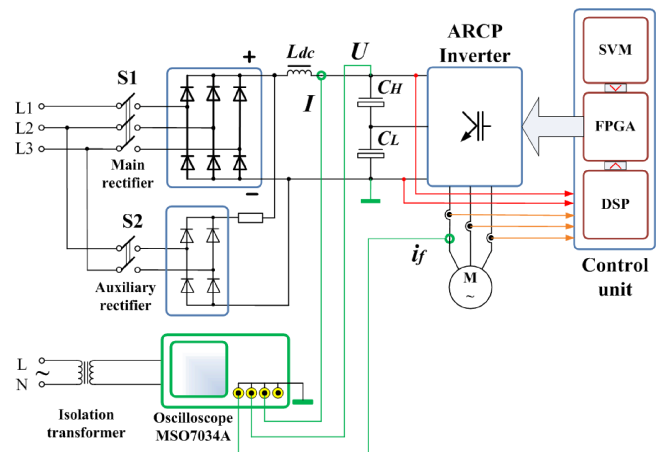 ARCP
Inverter
SVM
FPGA
DSP
Control
unit
+
Ldc
U
I
CH
CL
S1
L1
L2
L3
Main
rectifier
−
S2
Auxiliary
rectifier
if
M
~
L
~
N
Isolation
transformer
Oscilloscope
MSO7034A